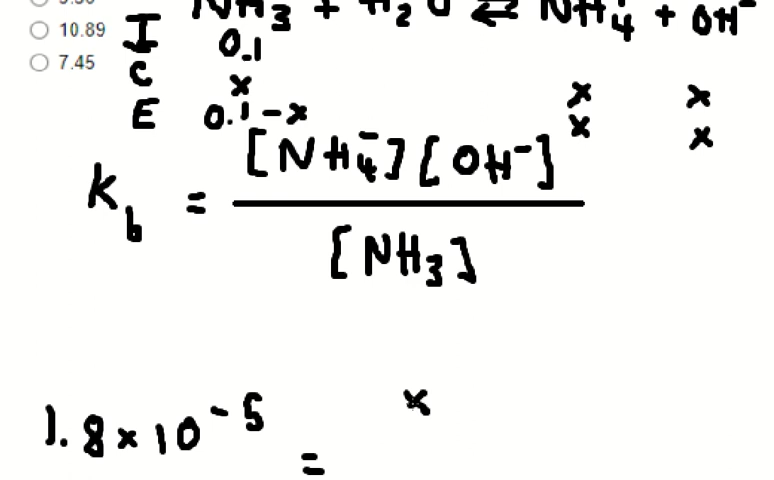 NH3 + H2O ⇌ NH4 + OH-
10.89 I 0.1
7.45 C x x x
E 0.1-x x x
Kb = [NH4-][OH-]
[NH3]
1.8 x 10-5 = x